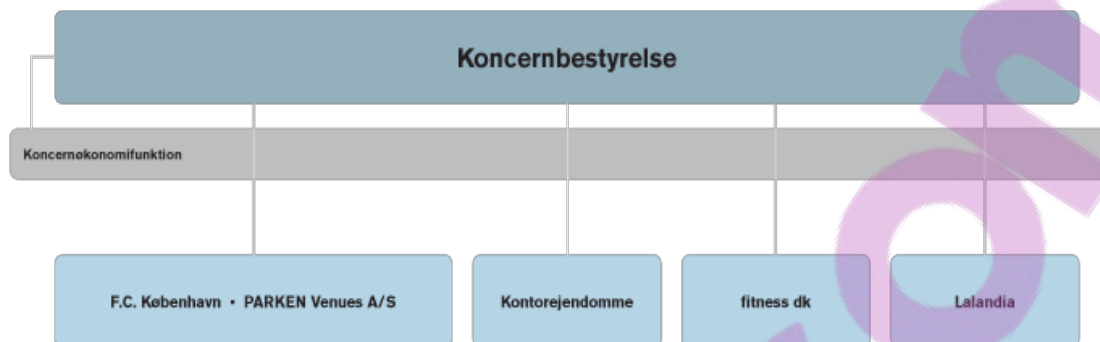 Koncernbestyrelse
Koncernøkonomifunktion
F.C. København • PARKEN Venues A/S
Kontorejendomme
fitness dk
Lalandia